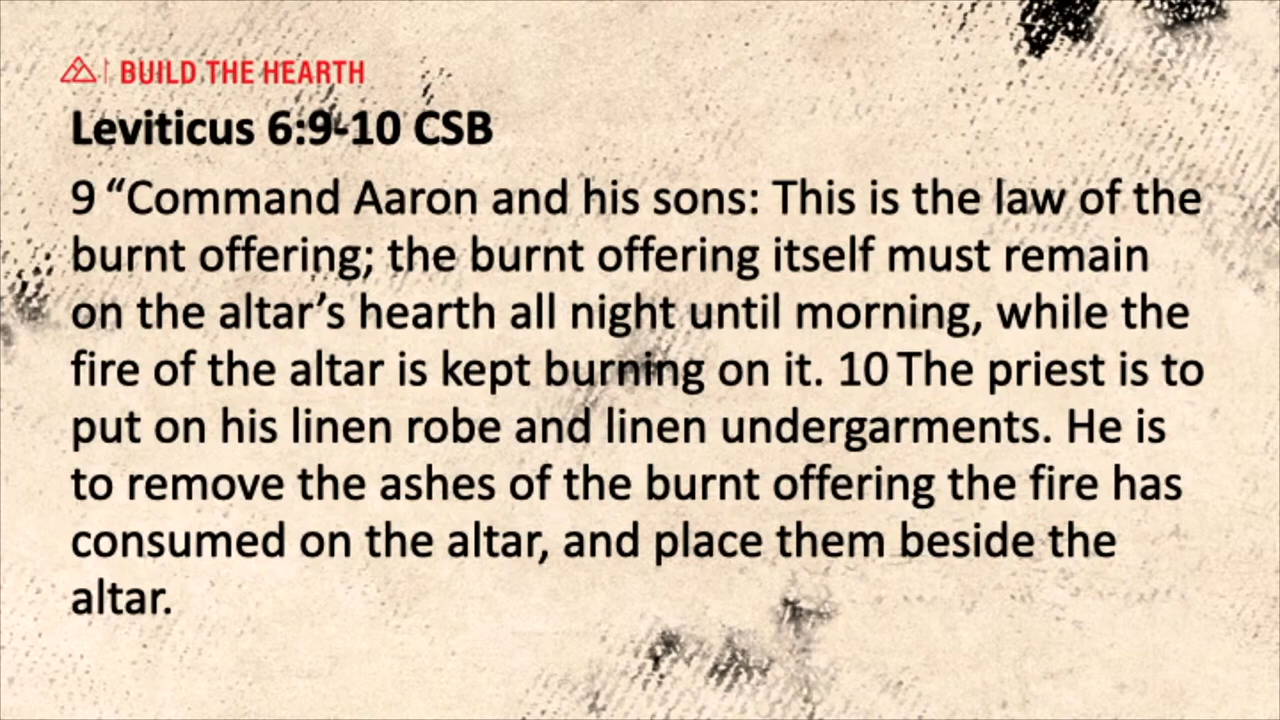 BUILD THE HEARTH
Leviticus 6:9-10 CSB
9 “Command Aaron and his sons: This is the law of the
burnt offering; the burnt offering itself must remain
on the altar’s hearth all night until morning, while the
fire of the altar is kept burning on it. 10 The priest is to
put on his linen robe and linen undergarments. He is
to remove the ashes of the burnt offering the fire has
consumed on the altar, and place them beside the
altar.